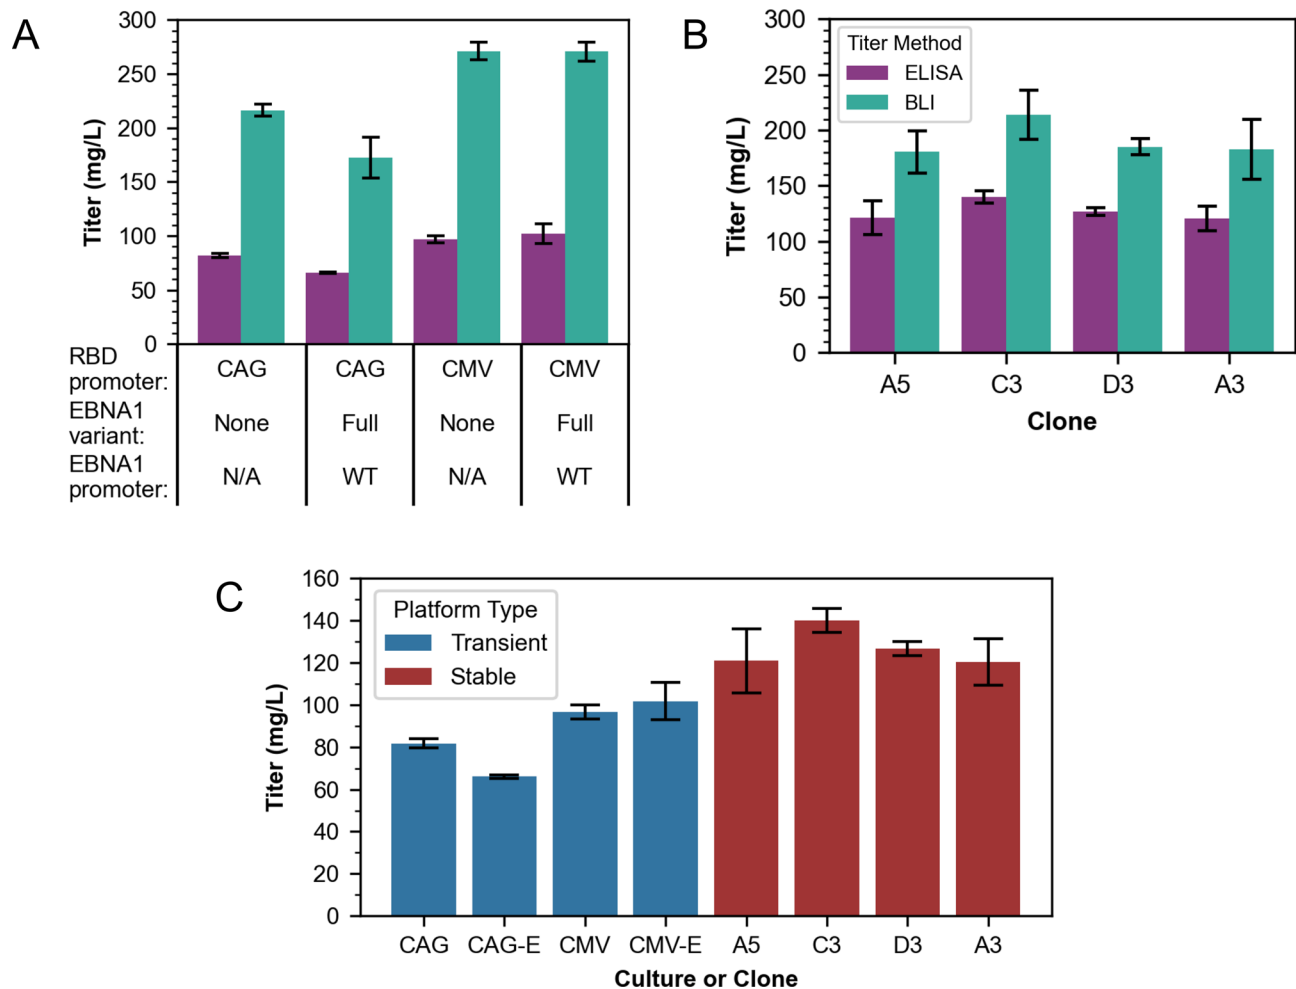 A
Titer (mg/L)
300
250
200
150
100
50
0
RBD
promoter:
CAG
CAG
CMV
CMV
EBNA1
variant:
None
Full
None
Full
EBNA1
promoter:
N/A
WT
N/A
WT
B
Titer (mg/L)
300
250
200
150
100
50
0
Titer Method
ELISA
BLI
A5
C3
D3
A3
Clone
C
Titer (mg/L)
160
140
120
100
80
60
40
20
0
Platform Type
Transient
Stable
CAG
CAG-E
CMV
CMV-E
A5
C3
D3
A3
Culture or Clone